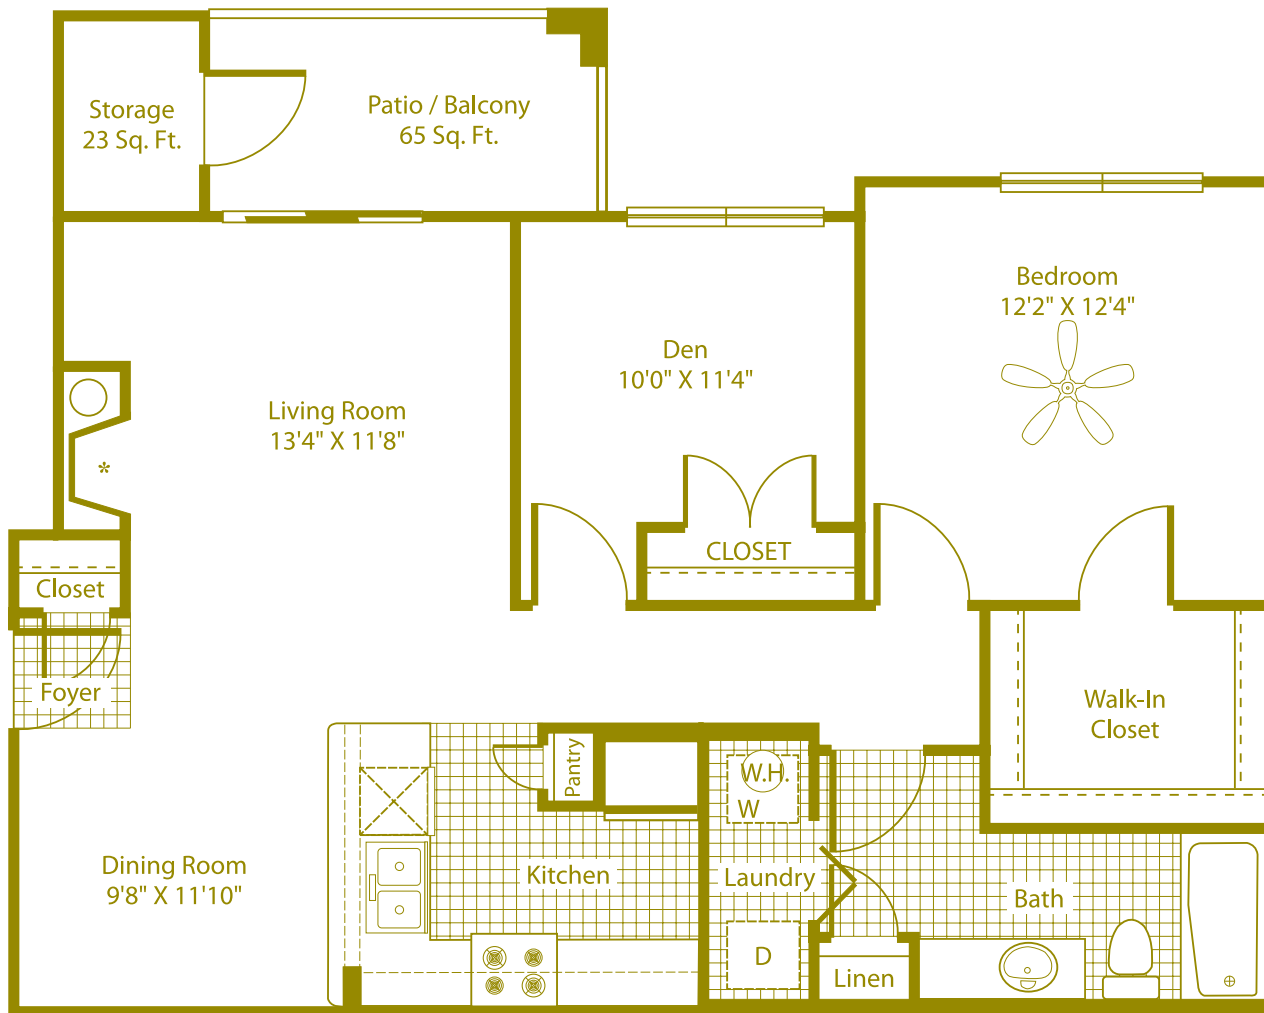 Storage
23 Sq. Ft.
Patio / Balcony
65 Sq. Ft.
Bedroom
12'2" X 12'4"
Den
10'0" X 11'4"
Living Room
13'4" X 11'8"
*
CLOSET
Closet
Foyer
Walk-In
Closet
Pantry
W.H.
W
Dining Room
9'8" X 11'10"
Kitchen
Laundry
Bath
D
Linen